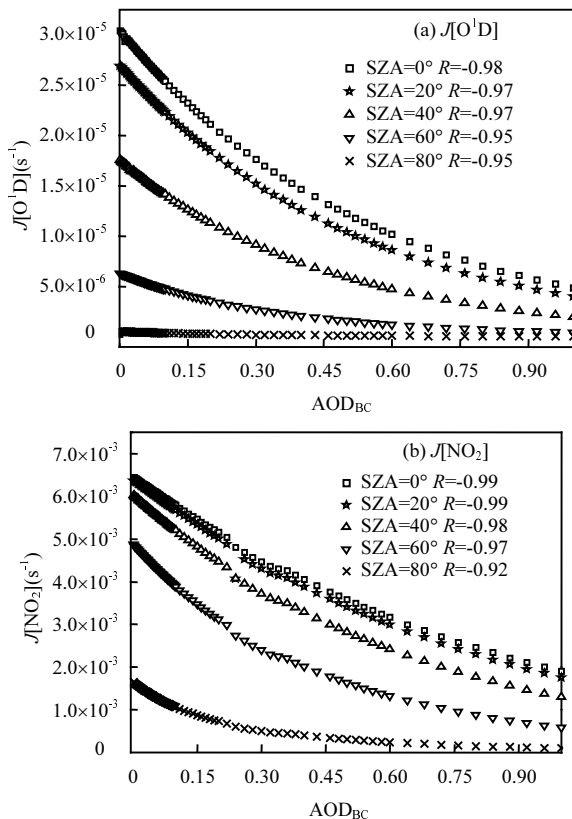 (a) J[O¹D]
SZA=0° R=-0.98
SZA=20° R=-0.97
SZA=40° R=-0.97
SZA=60° R=-0.95
SZA=80° R=-0.95
J[O¹D](s⁻¹)
3.0×10⁻⁵
2.5×10⁻⁵
2.0×10⁻⁵
1.5×10⁻⁵
1.0×10⁻⁵
5.0×10⁻⁶
0
0 0.15 0.30 0.45 0.60 0.75 0.90
AOD_BC
(b) J[NO₂]
SZA=0° R=-0.99
SZA=20° R=-0.99
SZA=40° R=-0.98
SZA=60° R=-0.97
SZA=80° R=-0.92
J[NO₂](s⁻¹)
7.0×10⁻³
6.0×10⁻³
5.0×10⁻³
4.0×10⁻³
3.0×10⁻³
2.0×10⁻³
1.0×10⁻³
0
0 0.15 0.30 0.45 0.60 0.75 0.90
AOD_BC